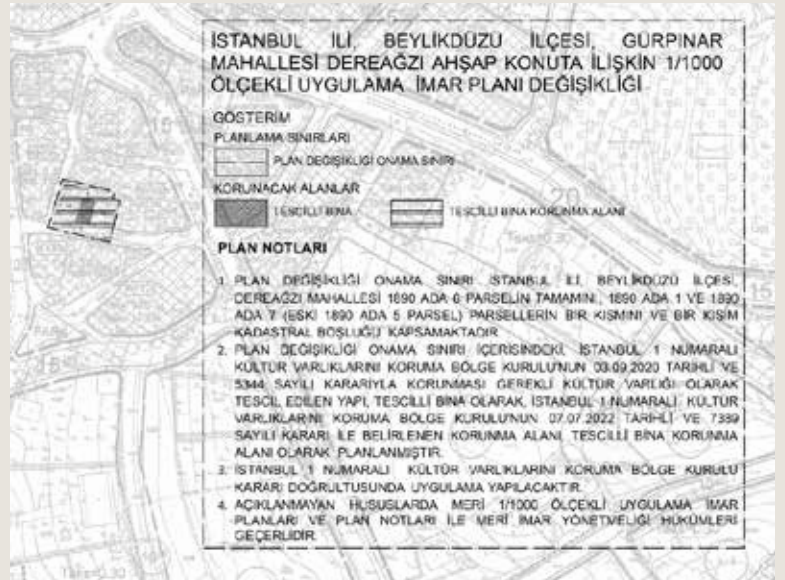 İSTANBUL İLİ, BEYLİKDÜZÜ İLÇESİ, GÜRPINAR
MAHALLESİ DEREAĞZI AHŞAP KONUTA İLİŞKİN 1/1000
ÖLÇEKLİ UYGULAMA İMAR PLANI DEĞİŞİKLİĞİ
GÖSTERİM
PLANLAMA SINIRLARI
PLAN DEĞİŞİKLİĞİ ONAMA SINIRI
KORUNACAK ALANLAR
TESCİLLİ BİNA TESCİLLİ BİNA KORUNMA ALANI
PLAN NOTLARI
1. PLAN DEĞİŞİKLİĞİ ONAMA SINIRI İSTANBUL İLİ, BEYLİKDÜZÜ İLÇESİ,
DEREAĞZI MAHALLESİ 1890 ADA 6 PARSELİN TAMAMINI, 1890 ADA 1 VE 1890
ADA 7 (ESKİ 1890 ADA 5 PARSEL) PARSELLERİN BİR KISMINI VE BİR KISIM
KADASTRAL BOŞLUĞU KAPSAMAKTADIR.
2. PLAN DEĞİŞİKLİĞİ ONAMA SINIRI İÇERİSİNDEKİ, İSTANBUL 1 NUMARALI
KÜLTÜR VARLIKLARINI KORUMA BÖLGE KURULU'NUN 03.09.2020 TARİHLİ VE
5344 SAYILI KARARIYLA KORUNMASI GEREKLİ KÜLTÜR VARLIĞI OLARAK
TESCİL EDİLEN YAPI, TESCİLLİ BİNA OLARAK, İSTANBUL 1 NUMARALI KÜLTÜR
VARLIKLARINI KORUMA BÖLGE KURULU'NUN 07.07.2022 TARİHLİ VE 7389
SAYILI KARARI İLE BELİRLENEN KORUNMA ALANI, TESCİLLİ BİNA KORUNMA
ALANI OLARAK PLANLANMIŞTIR.
3. İSTANBUL 1 NUMARALI KÜLTÜR VARLIKLARINI KORUMA BÖLGE KURULU
KARARI DOĞRULTUSUNDA UYGULAMA YAPILACAKTIR.
4. AÇIKLANMAYAN HUSUSLARDA MERİ 1/1000 ÖLÇEKLİ UYGULAMA İMAR
PLANLARI VE PLAN NOTLARI İLE MERİ İMAR YÖNETMELİĞİ HÜKÜMLERİ
GEÇERLİDİR.